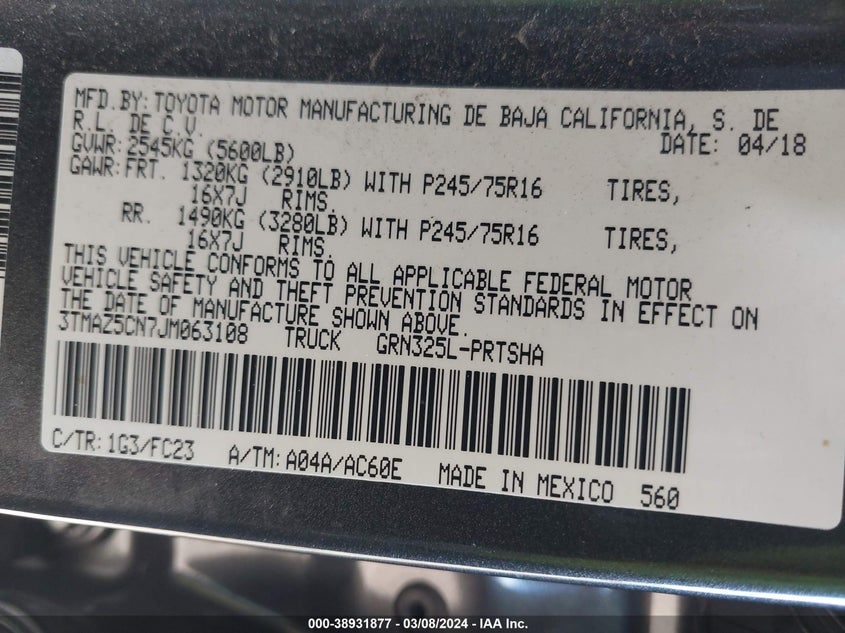 MFD.BY: TOYOTA MOTOR MANUFACTURING DE BAJA CALIFORNIA, S. DE
R.L. DE C.V. DATE: 04/18
GVWR: 2545KG (5600LB)
GAWR: FRT. 1320KG (2910LB) WITH P245/75R16 TIRES,
16X7J RIMS,
RR. 1490KG (3280LB) WITH P245/75R16 TIRES,
16X7J RIMS.
THIS VEHICLE CONFORMS TO ALL APPLICABLE FEDERAL MOTOR
VEHICLE SAFETY AND THEFT PREVENTION STANDARDS IN EFFECT ON
THE DATE OF MANUFACTURE SHOWN ABOVE.
3TMAZ5CN7JM063108 TRUCK GRN325L-PRTSHA
C/TR: 1G3/FC23 A/TM: A04A/AC60E MADE IN MEXICO 560
000-38931877 - 03/08/2024 - IAA Inc.